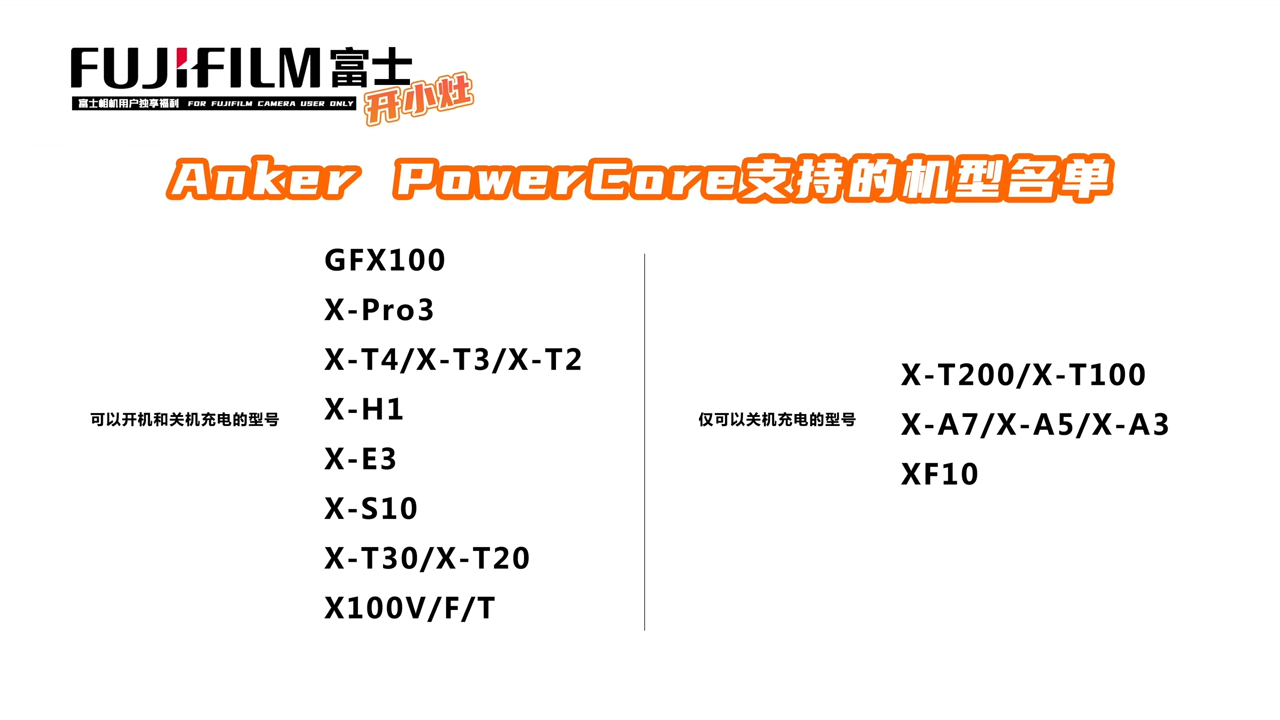 FUJIFILM富士
富士相机用户独享福利 FOR FUJIFILM CAMERA USER ONLY
开小灶
Anker PowerCore支持的机型名单
可以开机和关机充电的型号
GFX100
X-Pro3
X-T4/X-T3/X-T2
X-H1
X-E3
X-S10
X-T30/X-T20
X100V/F/T
仅可以关机充电的型号
X-T200/X-T100
X-A7/X-A5/X-A3
XF10